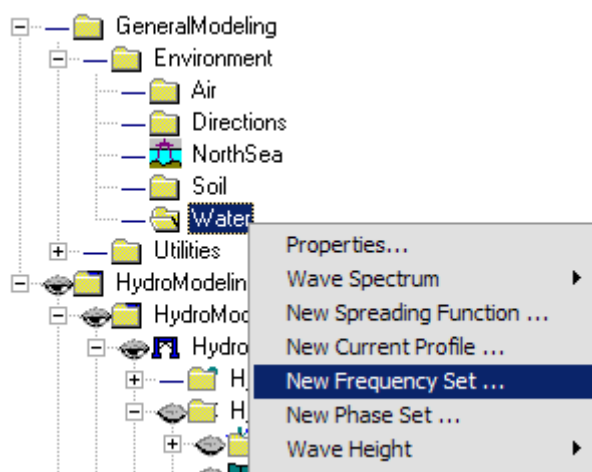 GeneralModeling
Environment
Air
Directions
NorthSea
Soil
Water
Utilities
HydroModelin
HydroMod
Hydro
H
H
Properties...
Wave Spectrum
New Spreading Function ...
New Current Profile ...
New Frequency Set ...
New Phase Set ...
Wave Height